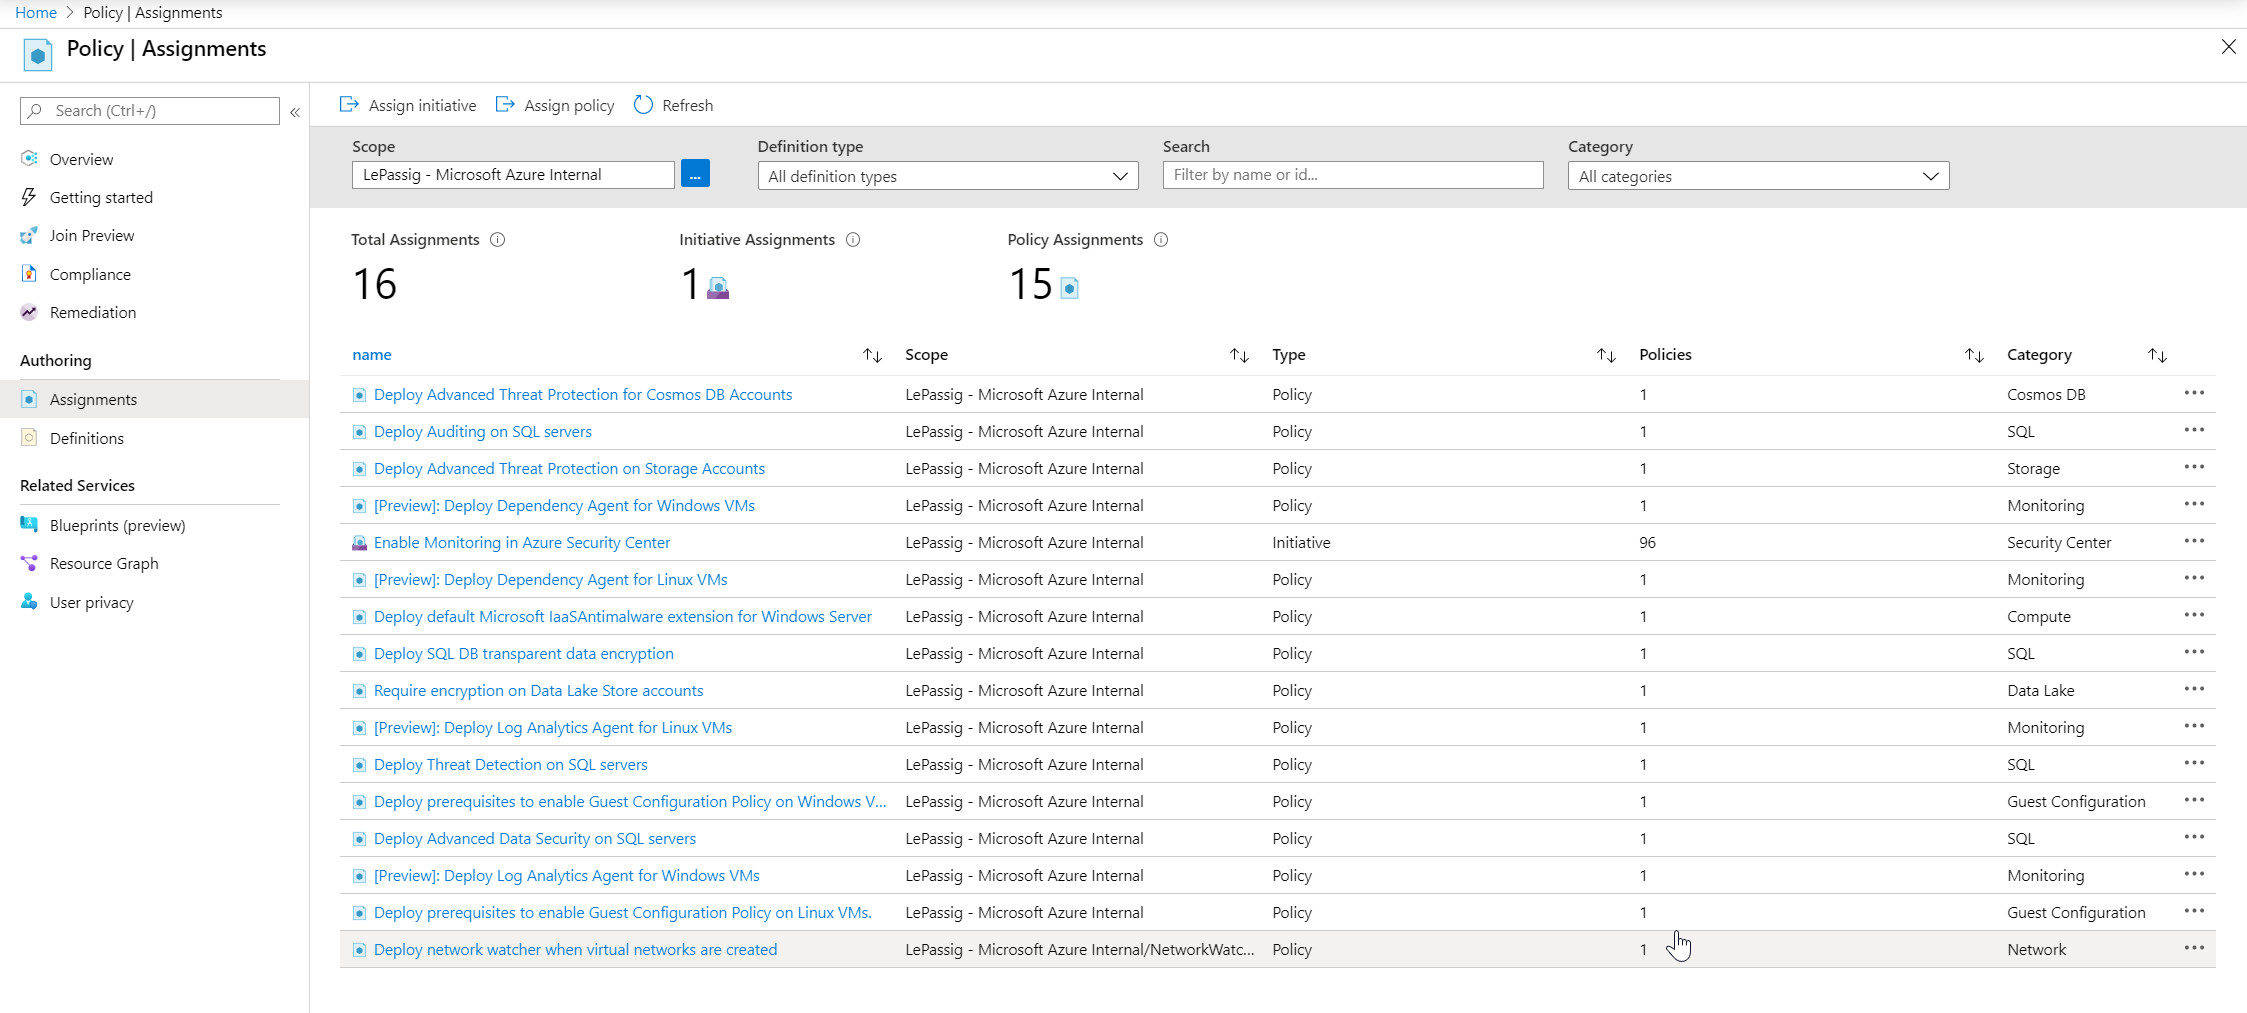 Home > Policy | Assignments
Policy | Assignments
Search (Ctrl+/)
Overview
Getting started
Join Preview
Compliance
Remediation
Authoring
Assignments
Definitions
Related Services
Blueprints (preview)
Resource Graph
User privacy
Assign initiative Assign policy Refresh
Scope Definition type Search Category
LePassig - Microsoft Azure Internal ... All definition types Filter by name or id... All categories
Total Assignments Initiative Assignments Policy Assignments
16 1 15
name Scope Type Policies Category
Deploy Advanced Threat Protection for Cosmos DB Accounts LePassig - Microsoft Azure Internal Policy 1 Cosmos DB
Deploy Auditing on SQL servers LePassig - Microsoft Azure Internal Policy 1 SQL
Deploy Advanced Threat Protection on Storage Accounts LePassig - Microsoft Azure Internal Policy 1 Storage
[Preview]: Deploy Dependency Agent for Windows VMs LePassig - Microsoft Azure Internal Policy 1 Monitoring
Enable Monitoring in Azure Security Center LePassig - Microsoft Azure Internal Initiative 96 Security Center
[Preview]: Deploy Dependency Agent for Linux VMs LePassig - Microsoft Azure Internal Policy 1 Monitoring
Deploy default Microsoft IaaSAntimalware extension for Windows Server LePassig - Microsoft Azure Internal Policy 1 Compute
Deploy SQL DB transparent data encryption LePassig - Microsoft Azure Internal Policy 1 SQL
Require encryption on Data Lake Store accounts LePassig - Microsoft Azure Internal Policy 1 Data Lake
[Preview]: Deploy Log Analytics Agent for Linux VMs LePassig - Microsoft Azure Internal Policy 1 Monitoring
Deploy Threat Detection on SQL servers LePassig - Microsoft Azure Internal Policy 1 SQL
Deploy prerequisites to enable Guest Configuration Policy on Windows V... LePassig - Microsoft Azure Internal Policy 1 Guest Configuration
Deploy Advanced Data Security on SQL servers LePassig - Microsoft Azure Internal Policy 1 SQL
[Preview]: Deploy Log Analytics Agent for Windows VMs LePassig - Microsoft Azure Internal Policy 1 Monitoring
Deploy prerequisites to enable Guest Configuration Policy on Linux VMs. LePassig - Microsoft Azure Internal Policy 1 Guest Configuration
Deploy network watcher when virtual networks are created LePassig - Microsoft Azure Internal/NetworkWatc... Policy 1 Network